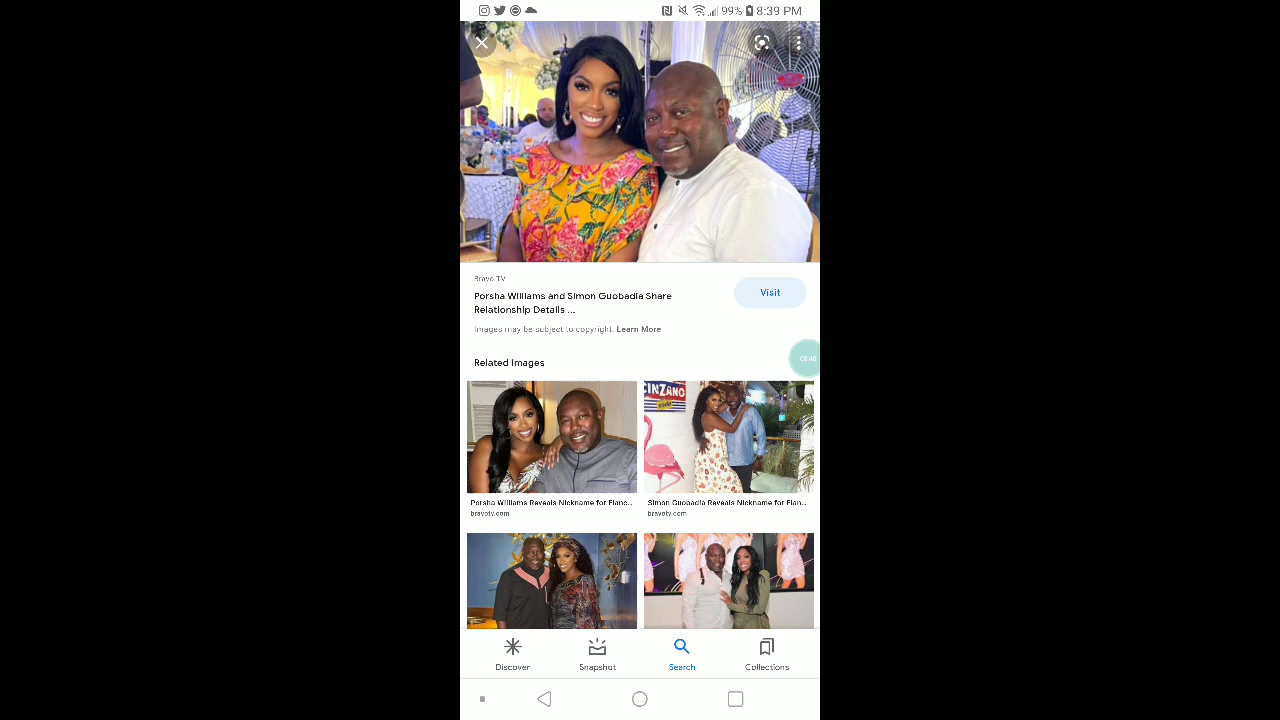 99% 8:39 PM
Bravo TV
Porsha Williams and Simon Guobadia Share
Relationship Details ...
Visit
Images may be subject to copyright. Learn More
Related Images
CINZANO
soda
Porsha Williams Reveals Nickname for Fianc...
bravotv.com
Simon Guobadia Reveals Nickname for Fian...
bravotv.com
Discover
Snapshot
Search
Collections